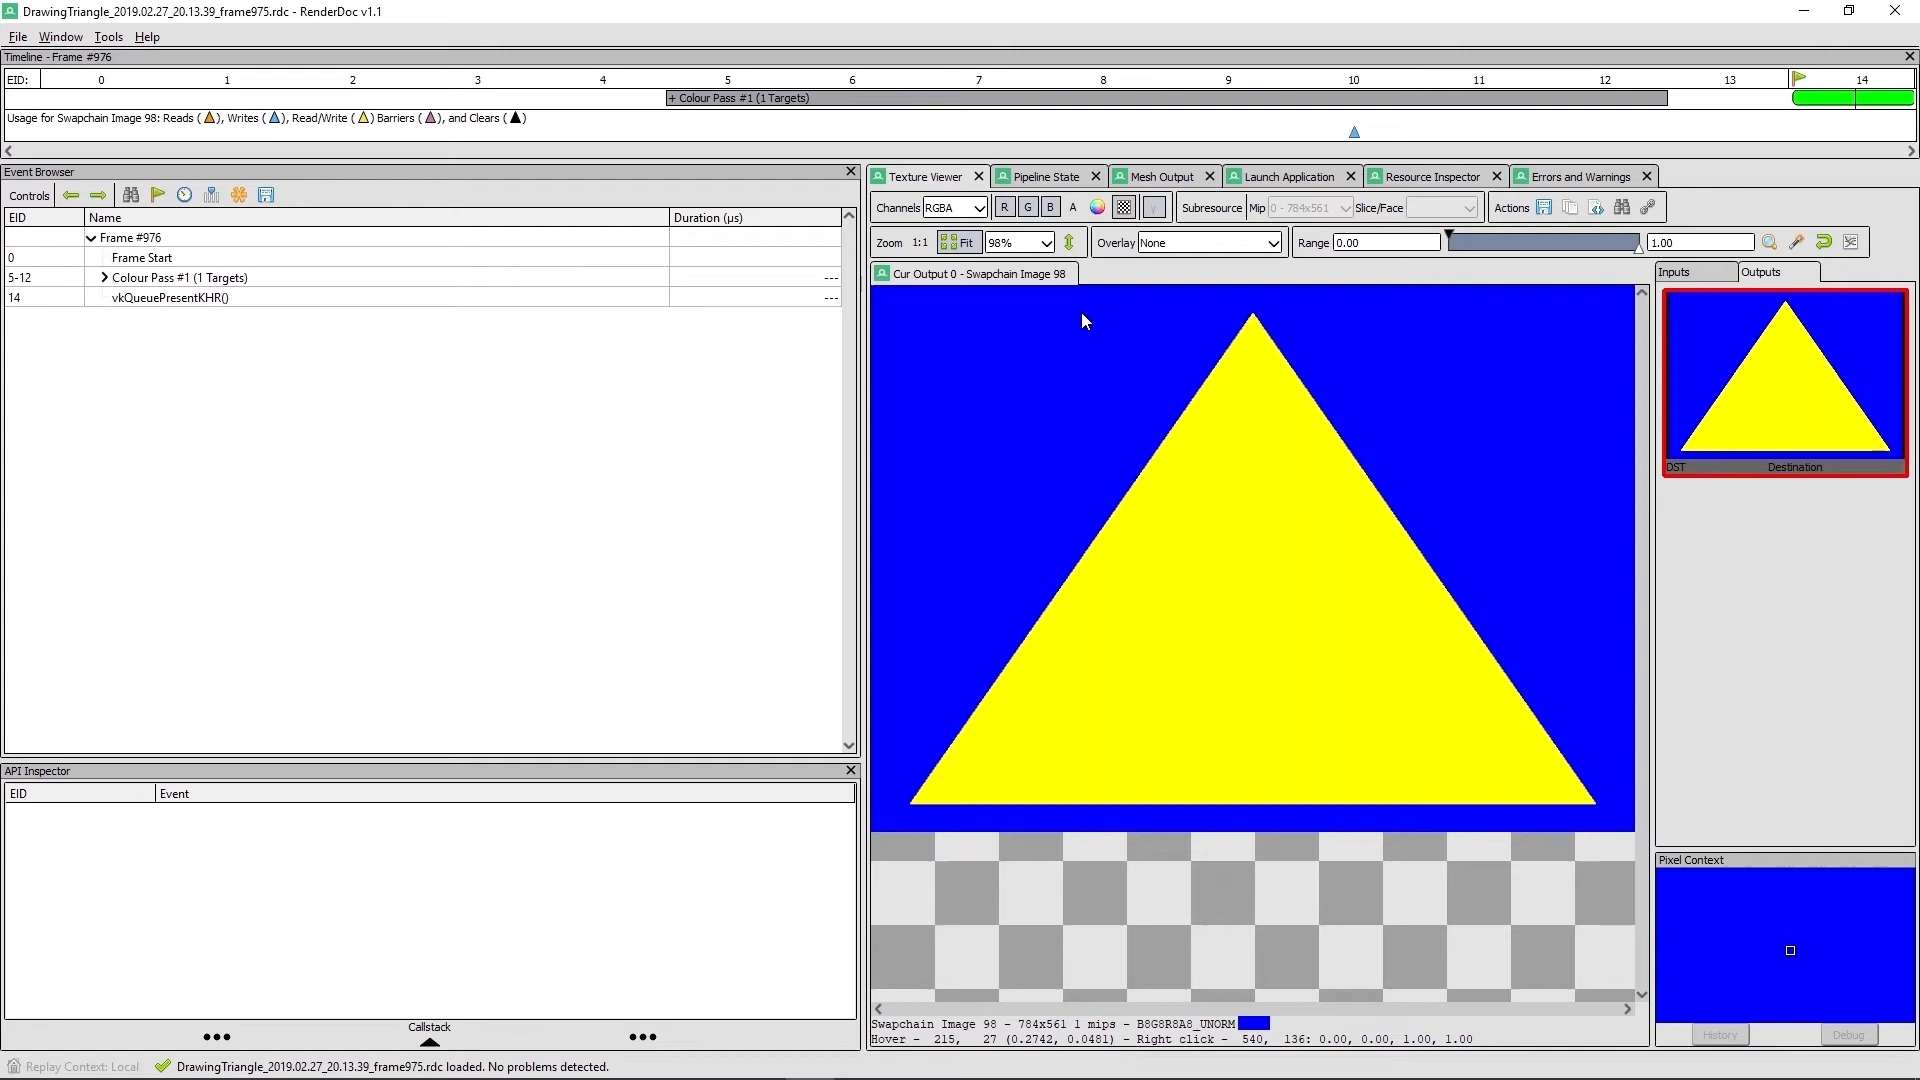 DrawingTriangle_2019.02.27_20.13.39_frame975.rdc - RenderDoc v1.1
File Window Tools Help
Timeline - Frame #976
EID: 0 1 2 3 4 5 6 7 8 9 10 11 12 13 14
+ Colour Pass #1 (1 Targets)
Usage for Swapchain Image 98: Reads ( ), Writes ( ), Read/Write ( ) Barriers ( ), and Clears ( )
Event Browser
Controls
EID Name Duration (µs)
Frame #976
0 Frame Start
5-12 Colour Pass #1 (1 Targets) ---
14 vkQueuePresentKHR() ---
API Inspector
EID Event
Callstack
Texture Viewer Pipeline State Mesh Output Launch Application Resource Inspector Errors and Warnings
Channels RGBA R G B A γ Subresource Mip 0 - 784x561 Slice/Face Actions
Zoom 1:1 Fit 98% Overlay None Range 0.00 1.00
Cur Output 0 - Swapchain Image 98
Inputs Outputs
DST Destination
Pixel Context
History Debug
Swapchain Image 98 - 784x561 1 mips - B8G8R8A8_UNORM
Hover - 215, 27 (0.2742, 0.0481) - Right click - 540, 136: 0.00, 0.00, 1.00, 1.00
Replay Context: Local DrawingTriangle_2019.02.27_20.13.39_frame975.rdc loaded. No problems detected.